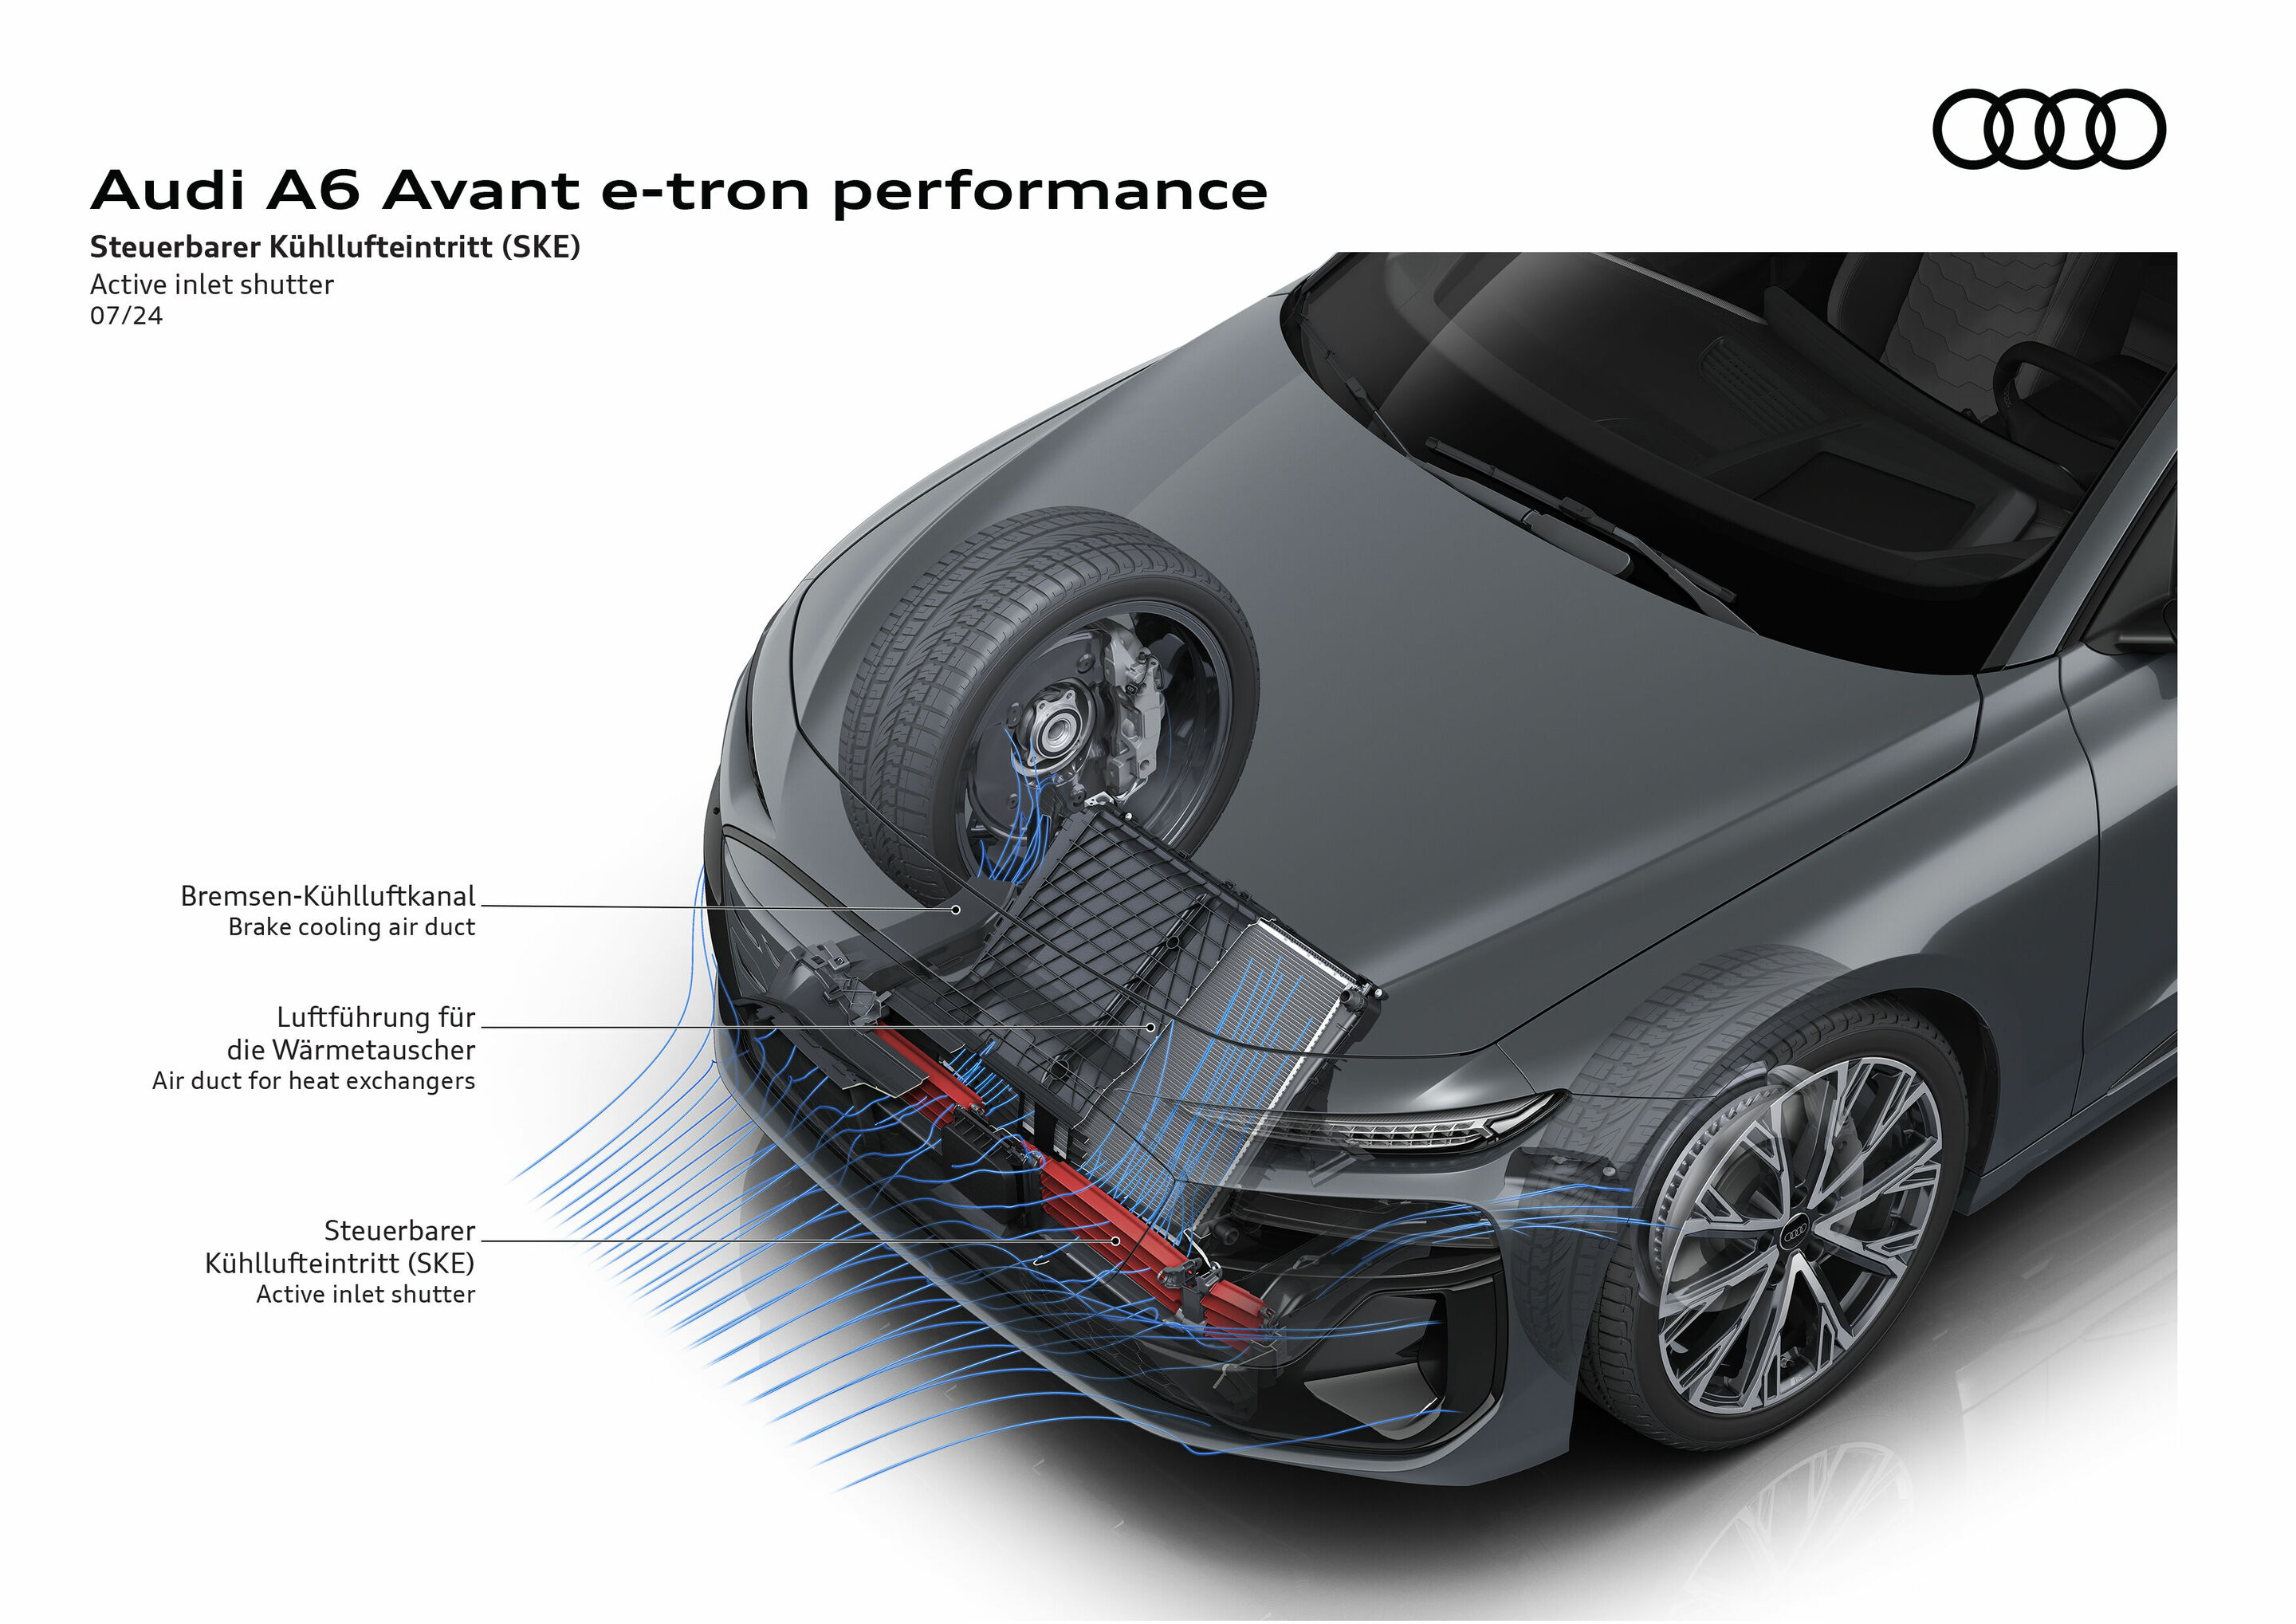 Audi A6 Avant e-tron performance
Steuerbarer Kühllufteintritt (SKE)
Active inlet shutter
07/24
Bremsen-Kühlluftkanal
Brake cooling air duct
Luftführung für
die Wärmetauscher
Air duct for heat exchangers
Steuerbarer
Kühllufteintritt (SKE)
Active inlet shutter